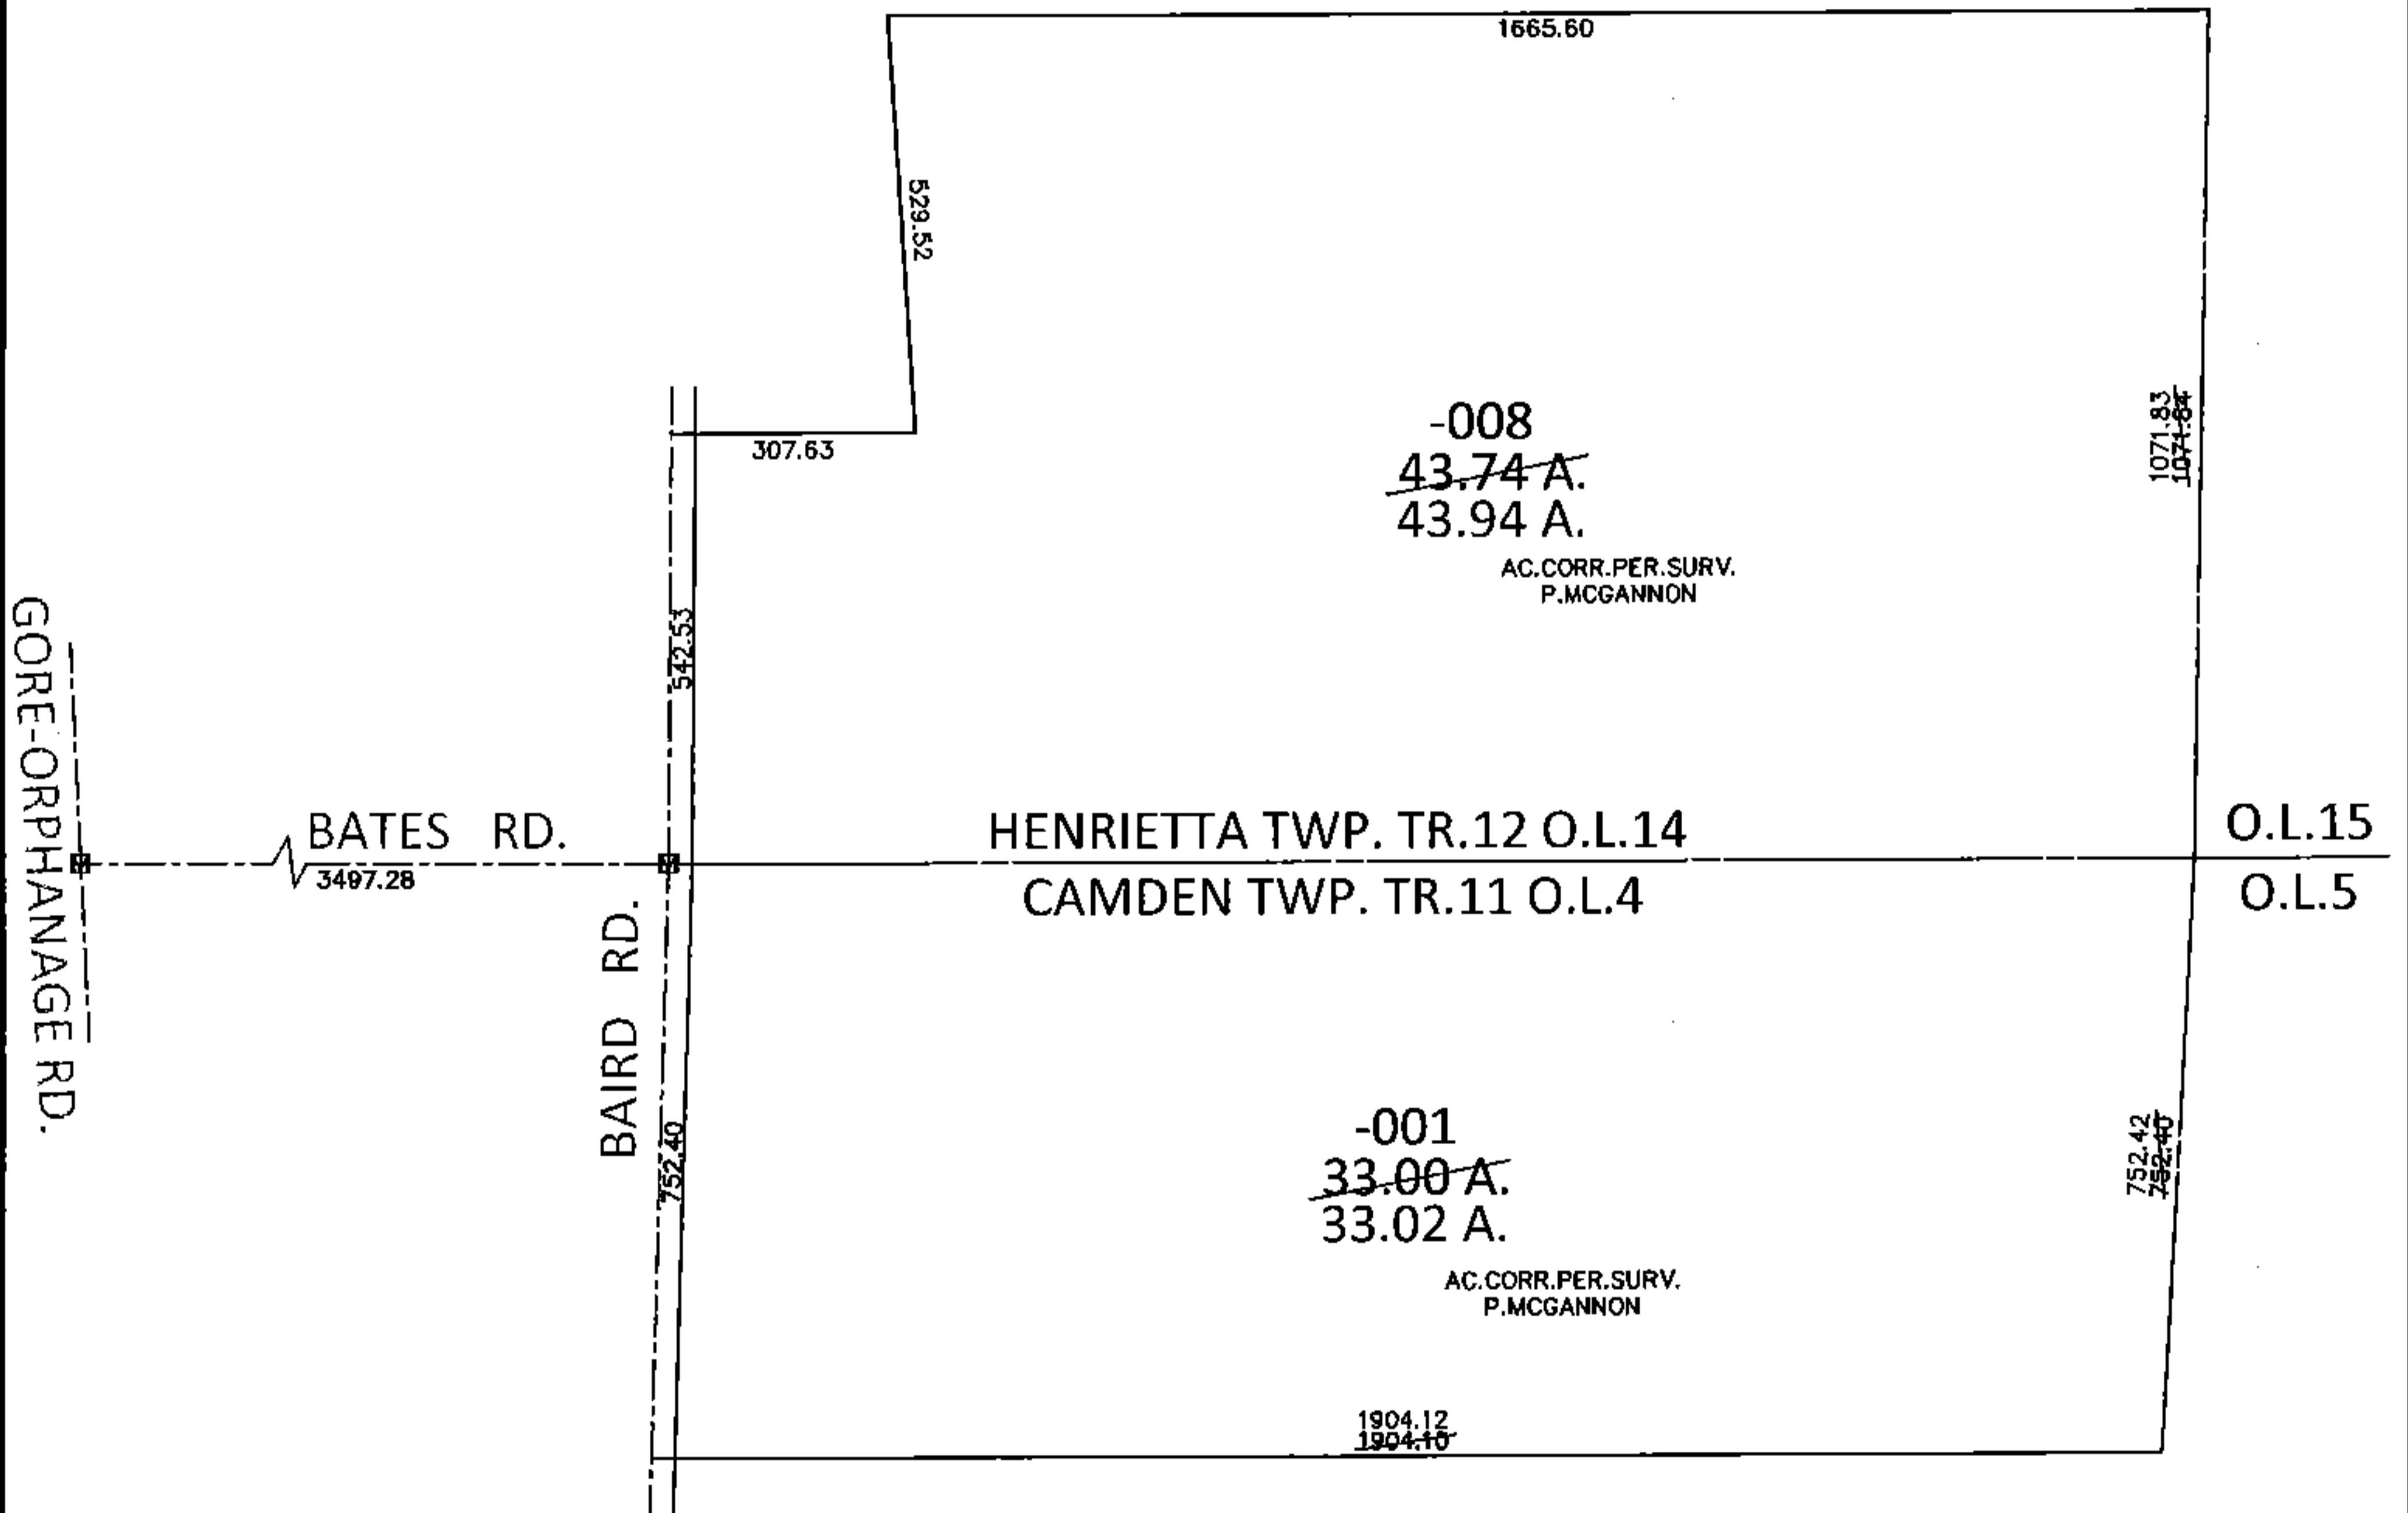 1665.60
529.52
307.63
-008
43.74 A.
43.94 A.
AC.CORR.PER.SURV.
P.MCGANNON
1071.83
1071.84
542.53
GORE-ORPHANAGE RD.
BATES RD.
3497.28
HENRIETTA TWP. TR.12 O.L.14
O.L.15
CAMDEN TWP. TR.11 O.L.4
O.L.5
BAIRD RD.
752.40
-001
33.00 A.
33.02 A.
AC.CORR.PER.SURV.
P.MCGANNON
752.42
752.40
1904.12
1904.10